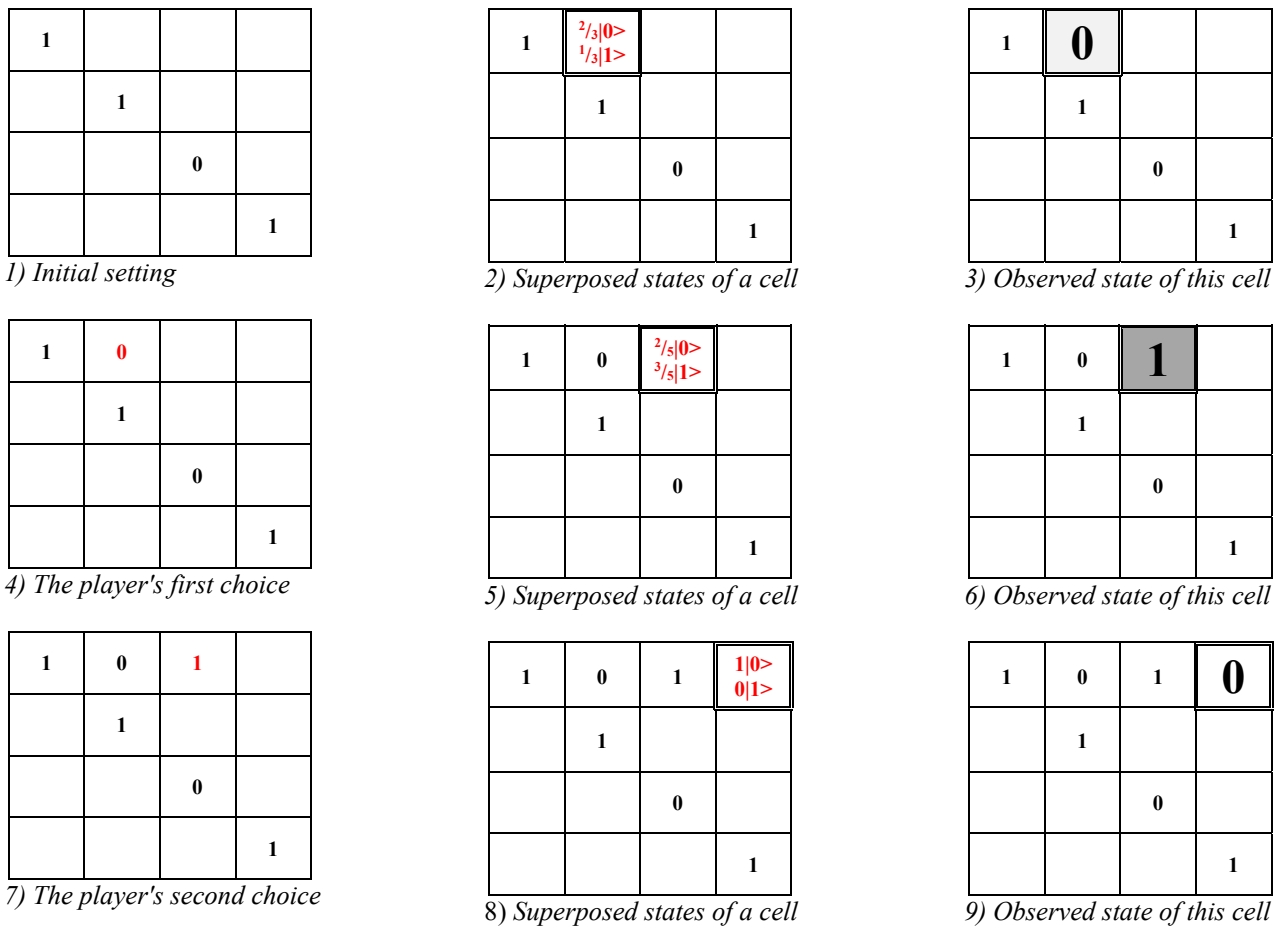 1
1
0
1
1) Initial setting
1 ²/₃|0>
¹/₃|1>
1
0
1
2) Superposed states of a cell
1 0
1
0
1
3) Observed state of this cell
1 0
1
0
1
4) The player's first choice
1 0 ²/₅|0>
³/₅|1>
1
0
1
5) Superposed states of a cell
1 0 1
1
0
1
6) Observed state of this cell
1 0 1
1
0
1
7) The player's second choice
1 0 1 1|0>
0|1>
1
0
1
8) Superposed states of a cell
1 0 1 0
1
0
1
9) Observed state of this cell